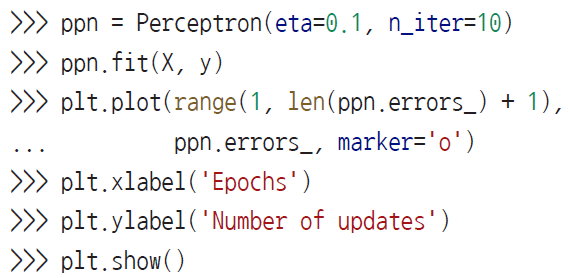 >>> ppn = Perceptron(eta=0.1, n_iter=10)
>>> ppn.fit(X, y)
>>> plt.plot(range(1, len(ppn.errors_) + 1),
...          ppn.errors_, marker='o')
>>> plt.xlabel('Epochs')
>>> plt.ylabel('Number of updates')
>>> plt.show()